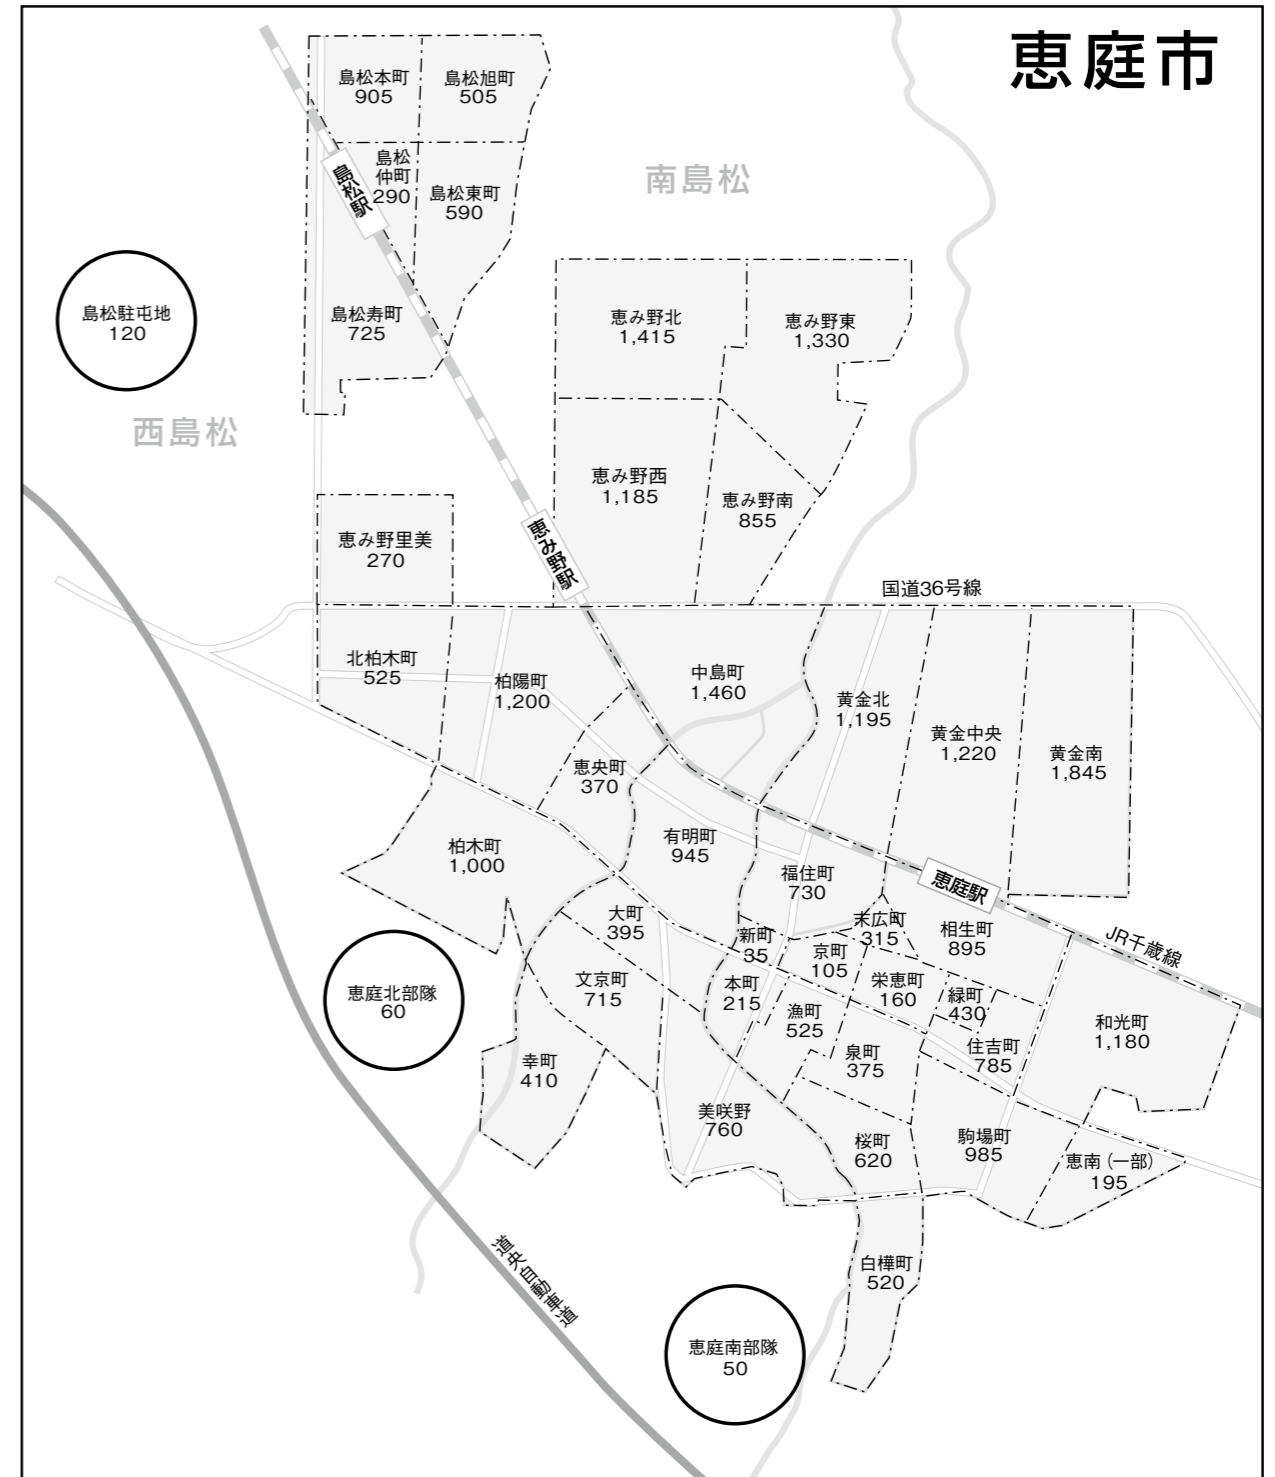 恵庭市
島松本町
905
島松旭町
505
島松
仲町
290
島松東町
590
島松駅
南島松
島松駐屯地
120
島松寿町
725
恵み野北
1,415
恵み野東
1,330
西島松
恵み野西
1,185
恵み野南
855
恵み野里美
270
恵み野駅
国道36号線
北柏木町
525
柏陽町
1,200
中島町
1,460
黄金北
1,195
黄金中央
1,220
黄金南
1,845
恵央町
370
柏木町
1,000
有明町
945
福住町
730
恵庭駅
大町
395
新町
35
末広町
315
相生町
895
JR千歳線
京町
105
文京町
715
本町
215
栄恵町
160
緑町
430
漁町
525
和光町
1,180
恵庭北部隊
60
住吉町
785
泉町
375
幸町
410
美咲野
760
桜町
620
駒場町
985
恵南(一部)
195
白樺町
520
道央自動車道
恵庭南部隊
50